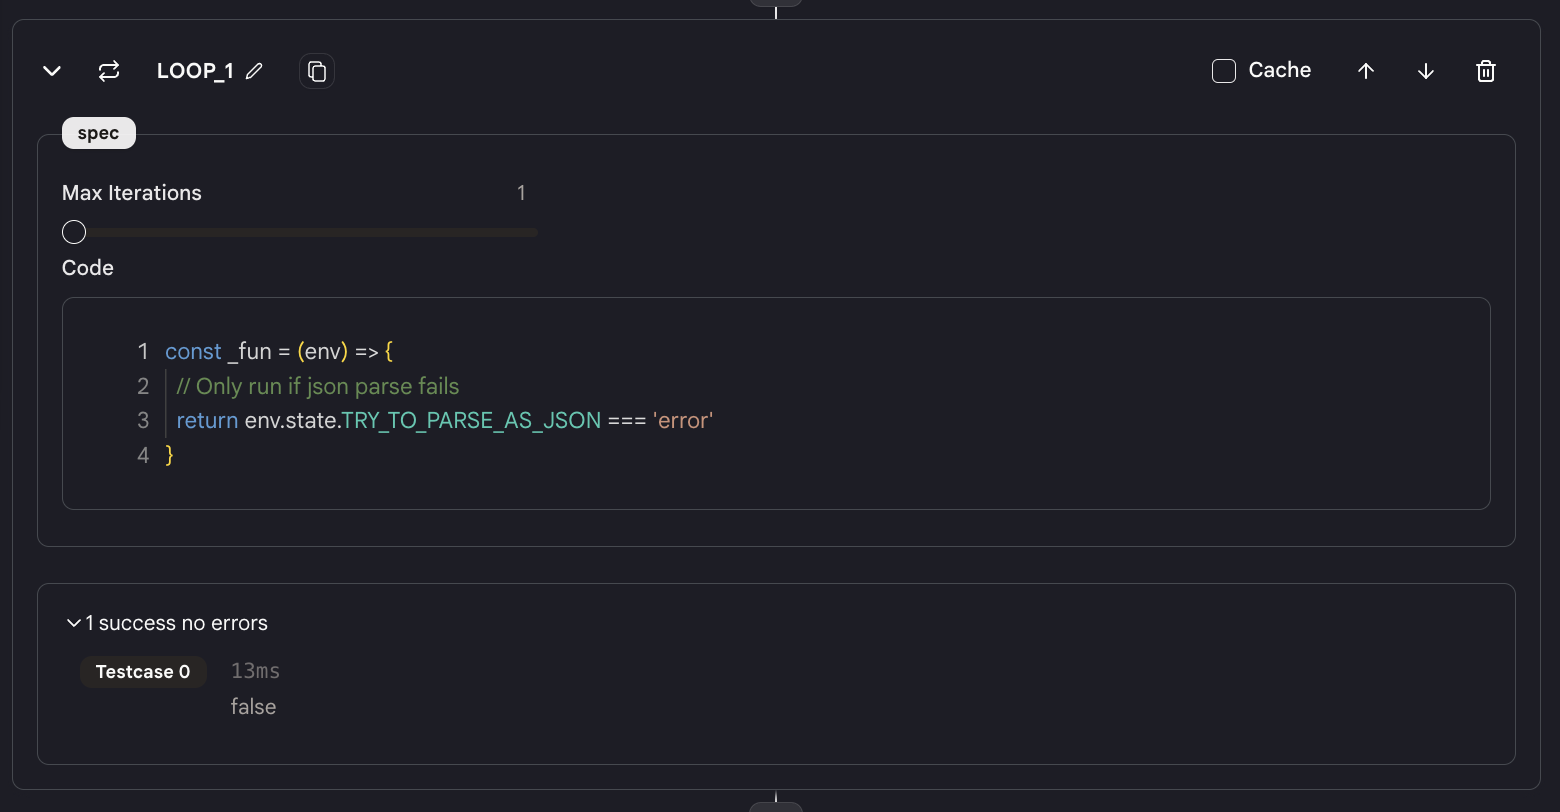 LOOP_1
Cache
spec
Max Iterations 1
Code
1 const _fun = (env) => {
2 // Only run if json parse fails
3 return env.state.TRY_TO_PARSE_AS_JSON === 'error'
4 }
1 success no errors
Testcase 0 13ms
false